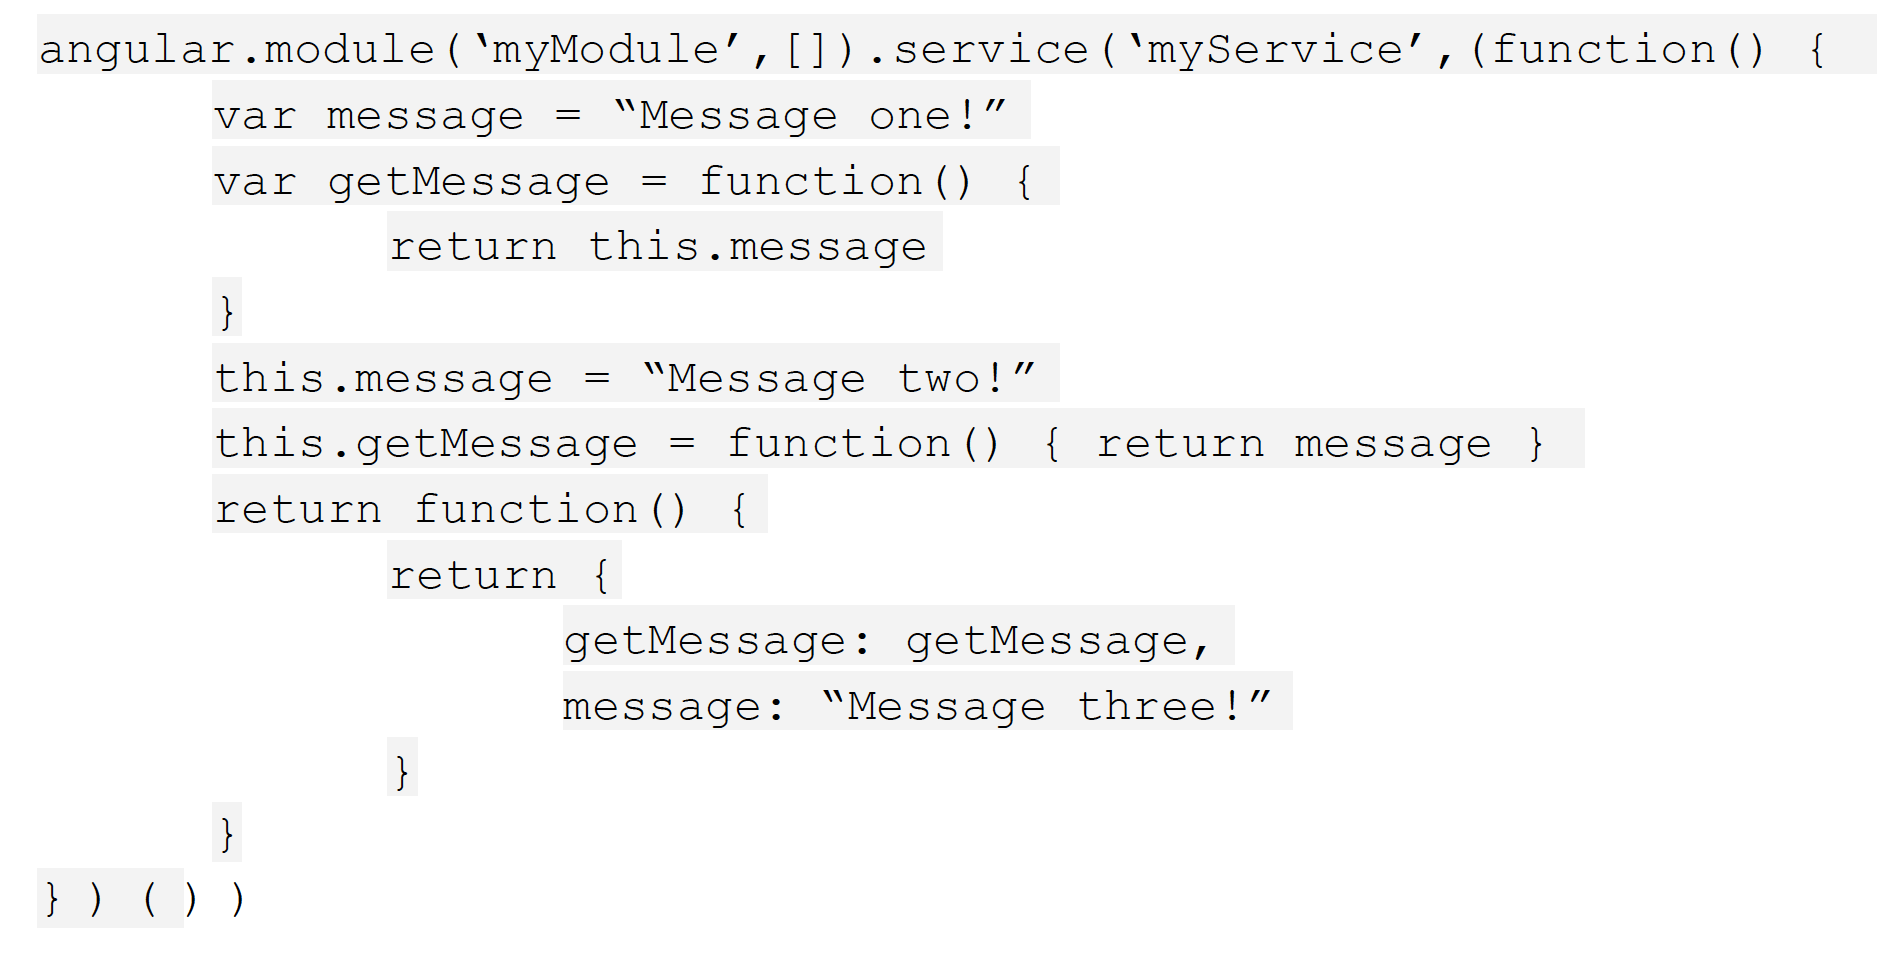 angular.module(‘myModule’,[]).service(‘myService’,(function() {
var message = “Message one!”
var getMessage = function() {
return this.message
}
this.message = “Message two!”
this.getMessage = function() { return message }
return function() {
return {
getMessage: getMessage,
message: “Message three!”
}
}
})())